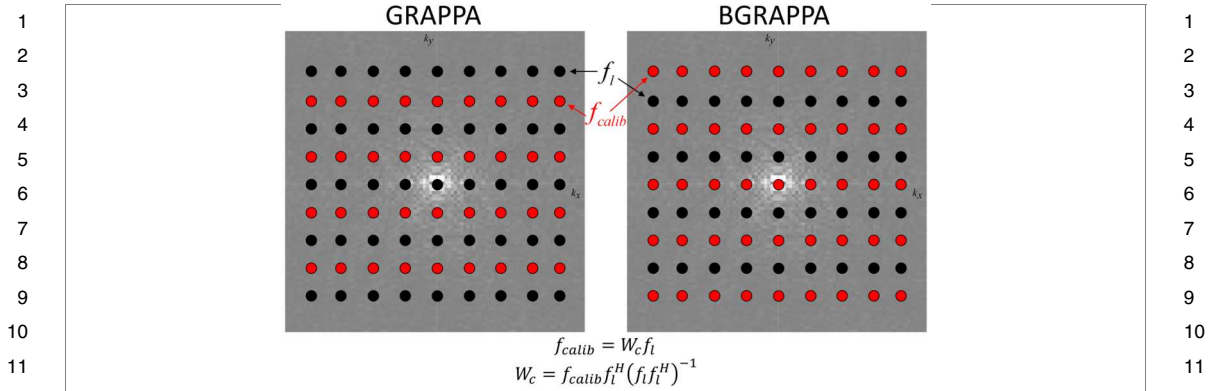 1 1
GRAPPA BGRAPPA
2 2
k_y k_y
3 f_l 3
f_calib
4 4
5 5
6 k_x k_x 6
7 7
8 8
9 9
10 10
f_calib = W_c f_l
11 11
W_c = f_calib f_l^H (f_l f_l^H)^−1